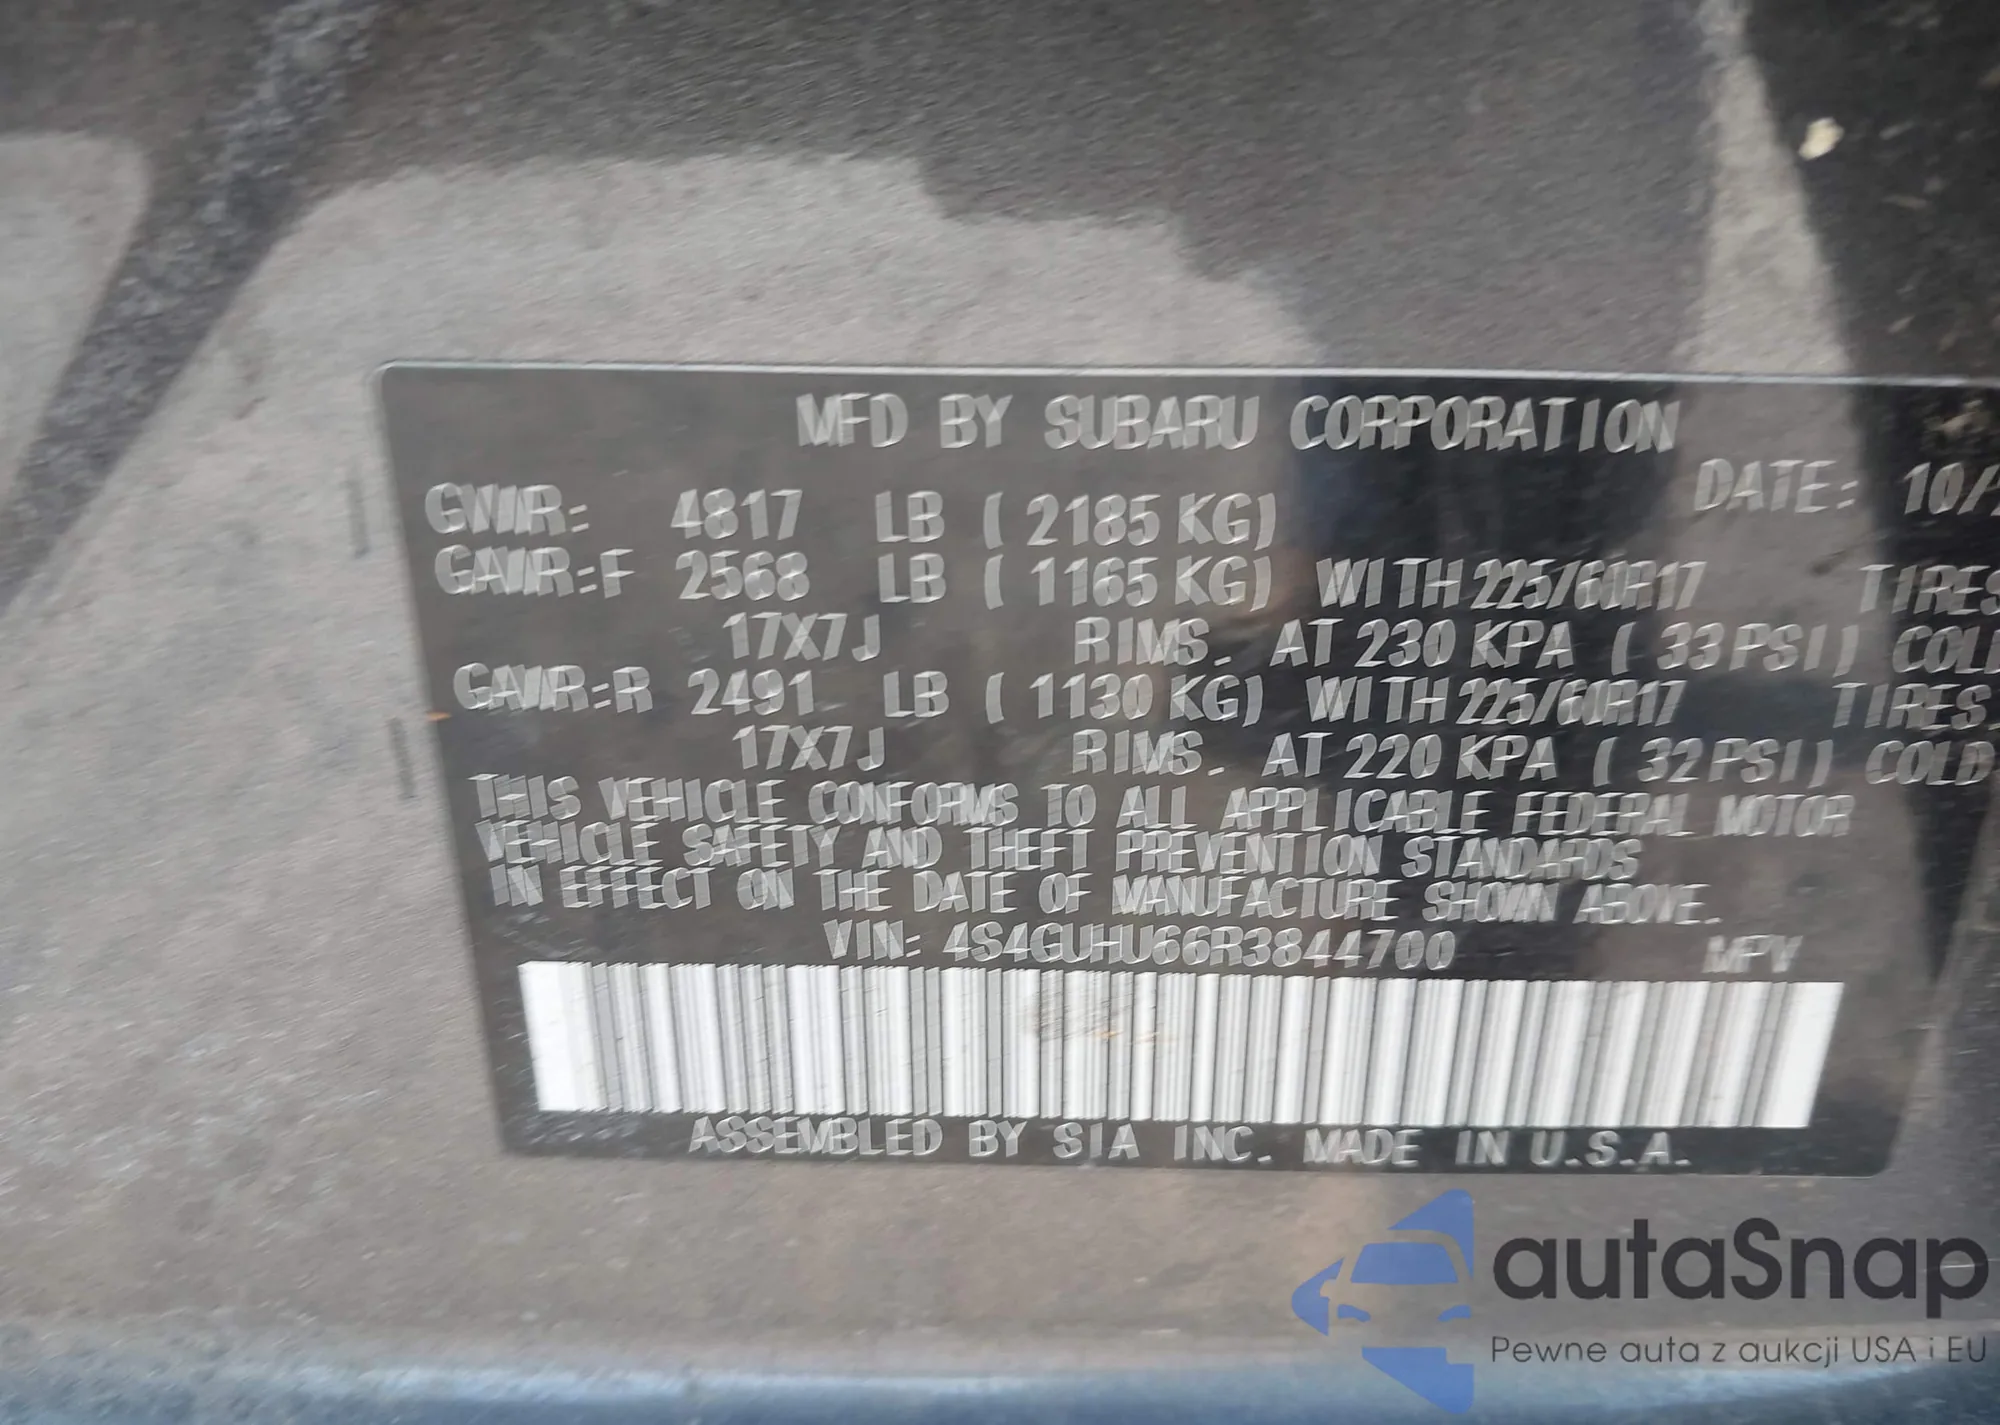 MFD BY SUBARU CORPORATION
DATE: 10/
GVWR: 4817 LB ( 2185 KG)
GAWR:F 2568 LB ( 1165 KG) WITH 225/60R17 TIRES
17X7J RIMS. AT 230 KPA ( 33PSI) COLD
GAWR:R 2491 LB ( 1130 KG) WITH 225/60R17 TIRES.
17X7J RIMS. AT 220 KPA ( 32PSI) COLD.
THIS VEHICLE CONFORMS TO ALL APPLICABLE FEDERAL MOTOR
VEHICLE SAFETY AND THEFT PREVENTION STANDARDS
IN EFFECT ON THE DATE OF MANUFACTURE SHOWN ABOVE.
VIN: 4S4GUHU66R3844700 MPV
ASSEMBLED BY SIA INC. MADE IN U.S.A.
autaSnap
Pewne auta z aukcji USA i EU